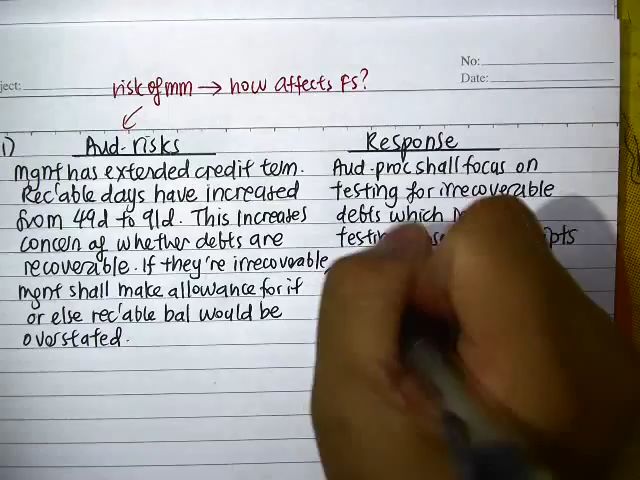 No:
ject:
Date:
risk of mm → how affects FS?
1) Aud. risks
Mgnt has extended credit term.
Rec'able days have increased
from 49d to 91d. This increases
concern of whether debts are
recoverable. If they're irrecoverable,
mgnt shall make allowance for it
or else rec'able bal would be
overstated.
Response
Aud. proc shall focus on
testing for irrecoverable
debts which